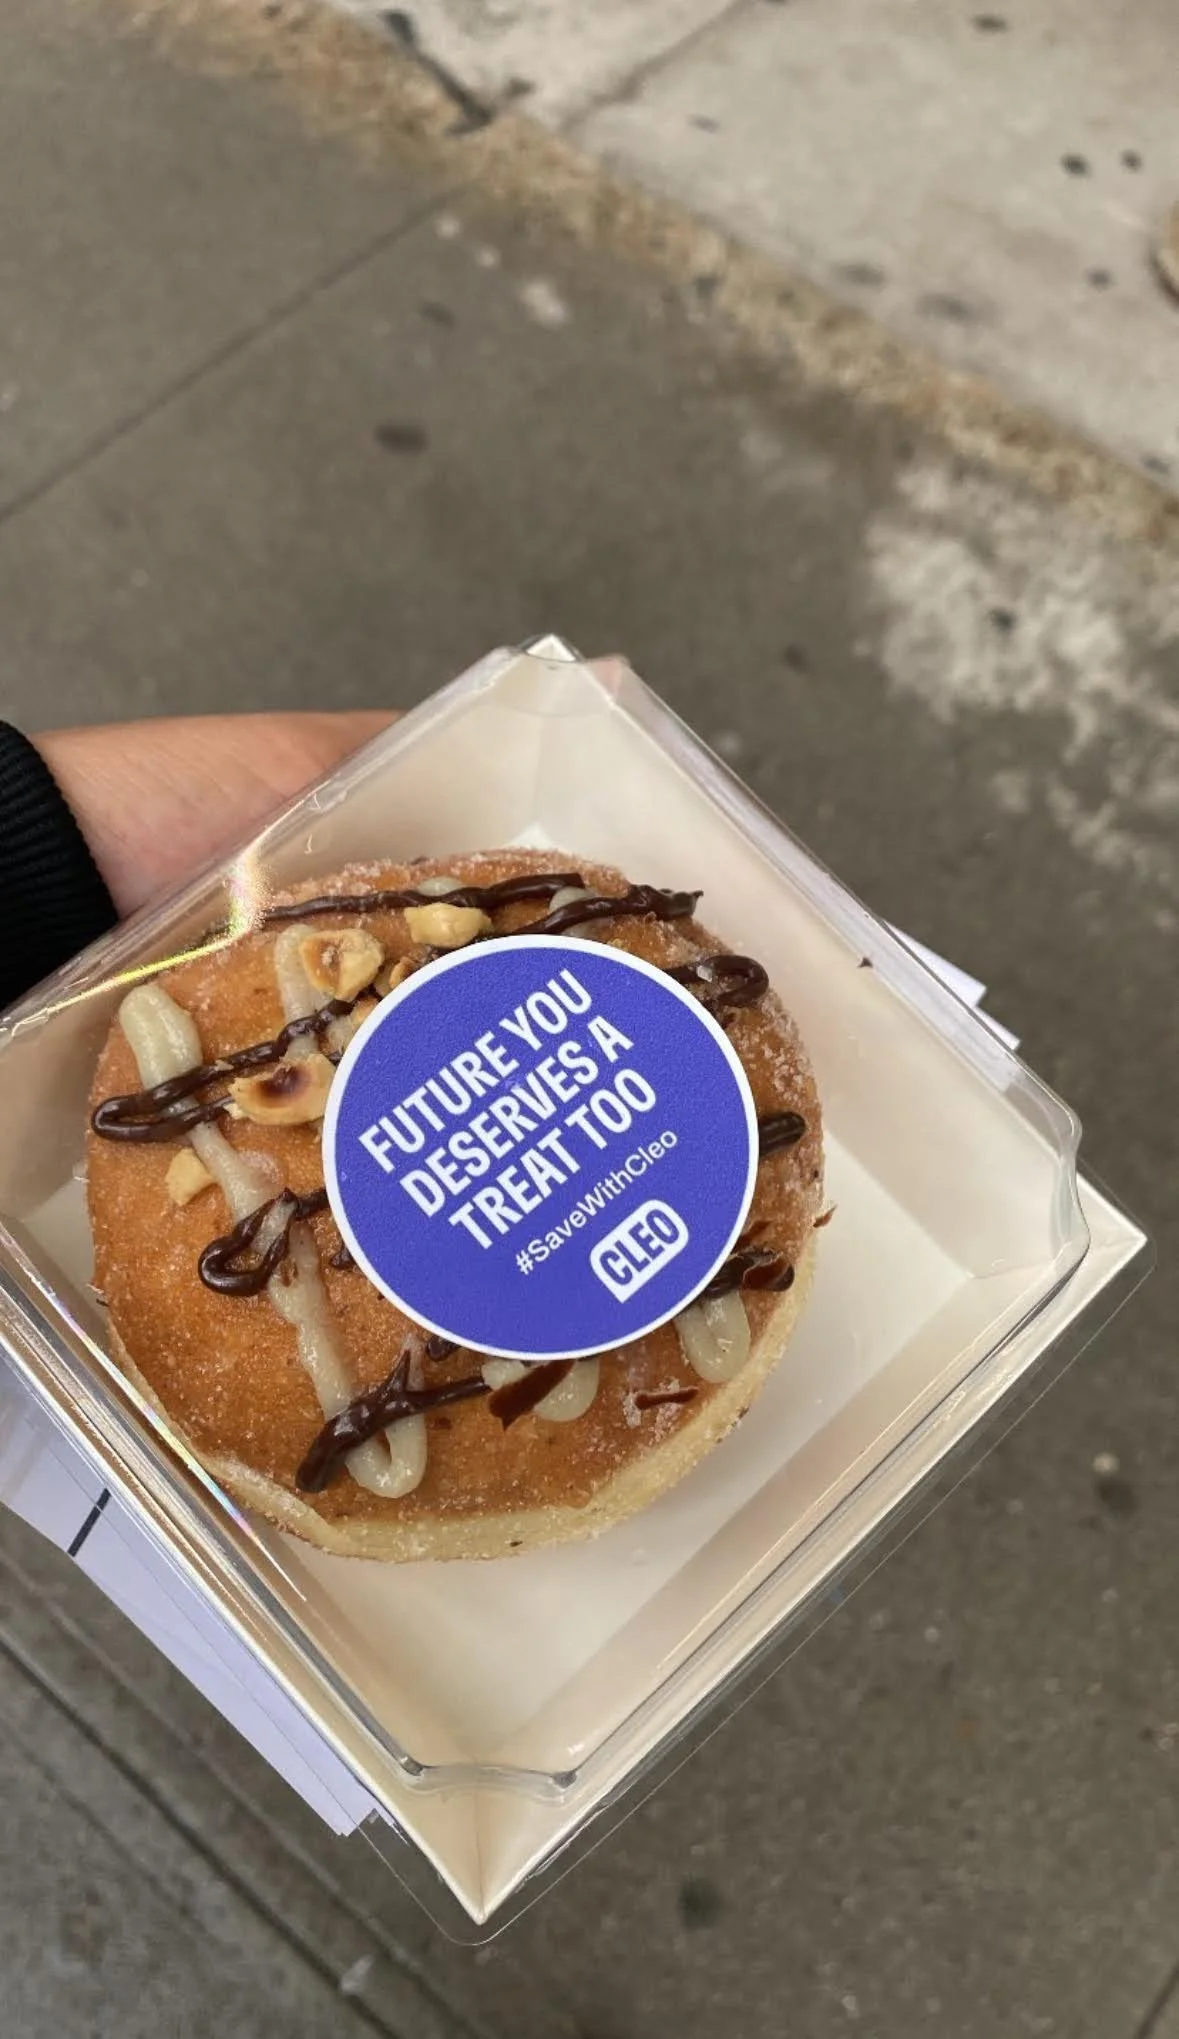 FUTURE YOU
DESERVES A
TREAT TOO
#SaveWithCleo
CLEO